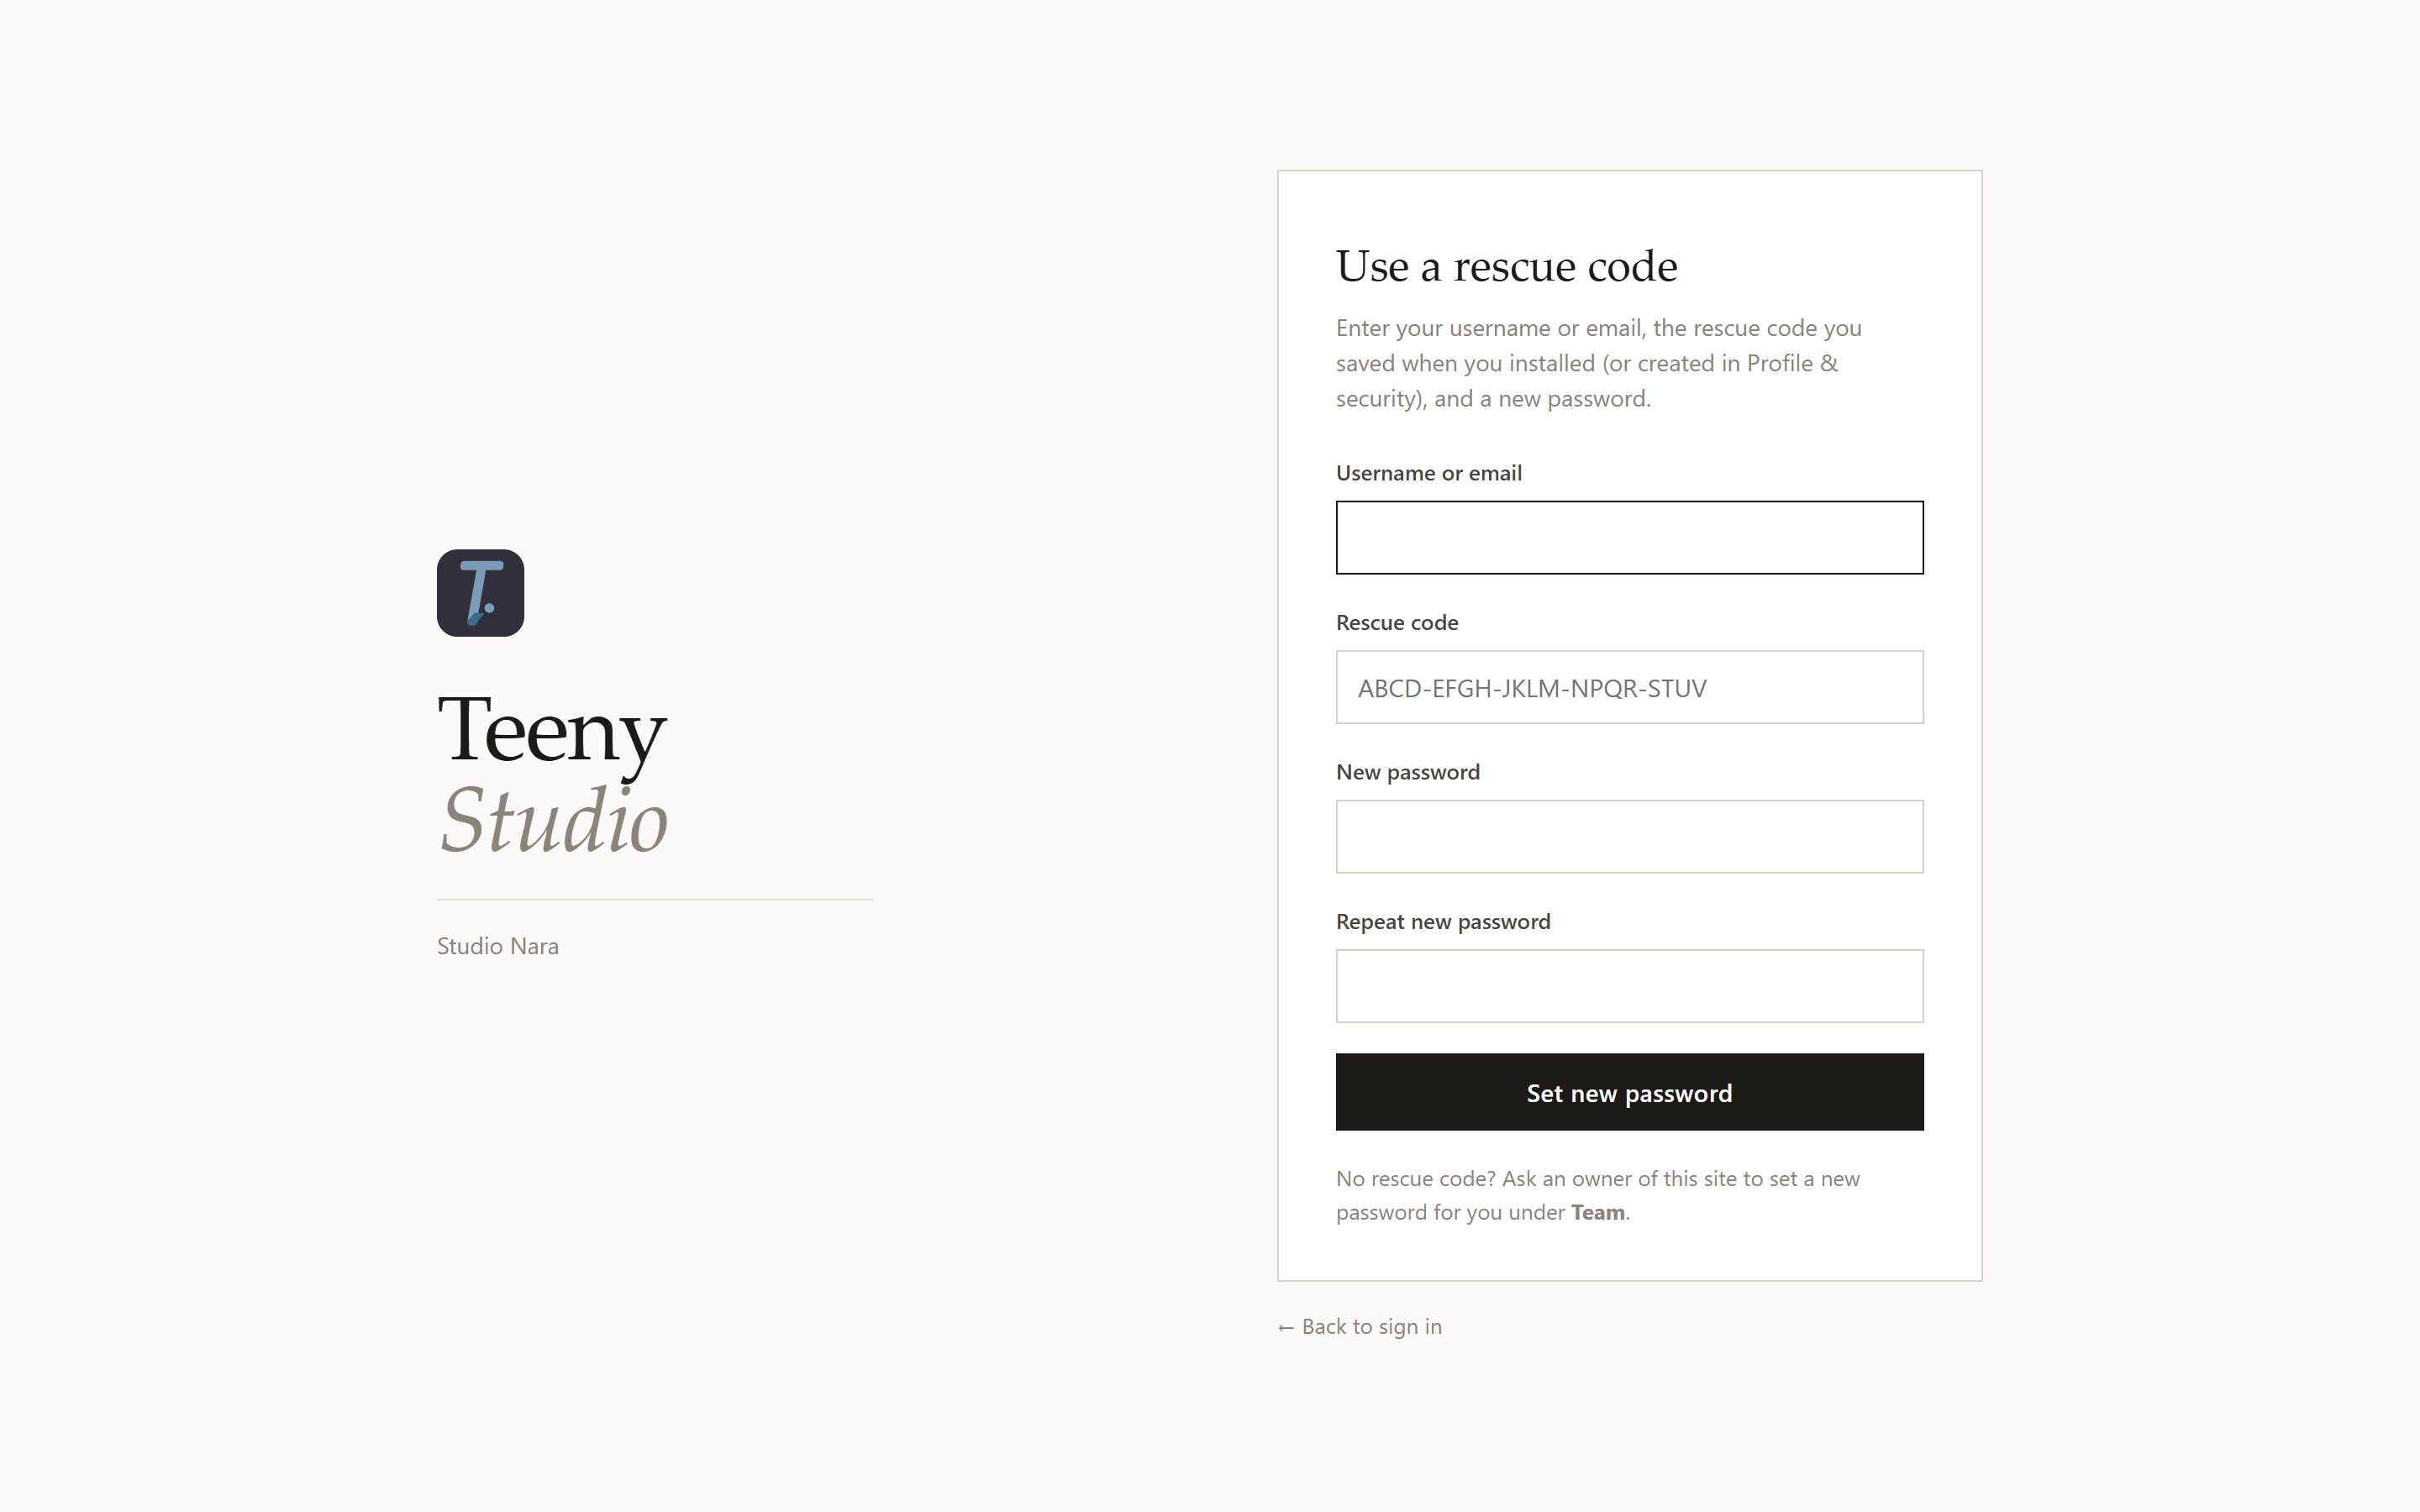 T.
Teeny
Studio
Studio Nara
Use a rescue code
Enter your username or email, the rescue code you
saved when you installed (or created in Profile &
security), and a new password.
Username or email
Rescue code
ABCD-EFGH-JKLM-NPQR-STUV
New password
Repeat new password
Set new password
No rescue code? Ask an owner of this site to set a new
password for you under Team.
← Back to sign in